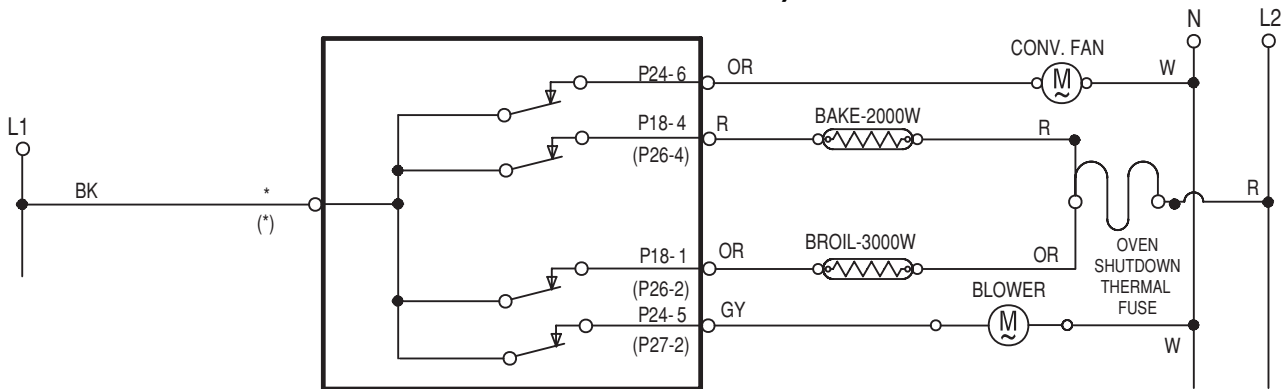 N
L2
CONV. FAN
P24-6
OR
M
~
W
L1
BAKE-2000W
P18-4
R
R
(P26-4)
BK
*
R
(*)
BROIL-3000W
P18-1
OR
OR
OVEN
SHUTDOWN
THERMAL
FUSE
(P26-2)
BLOWER
P24-5
GY
M
~
(P27-2)
W